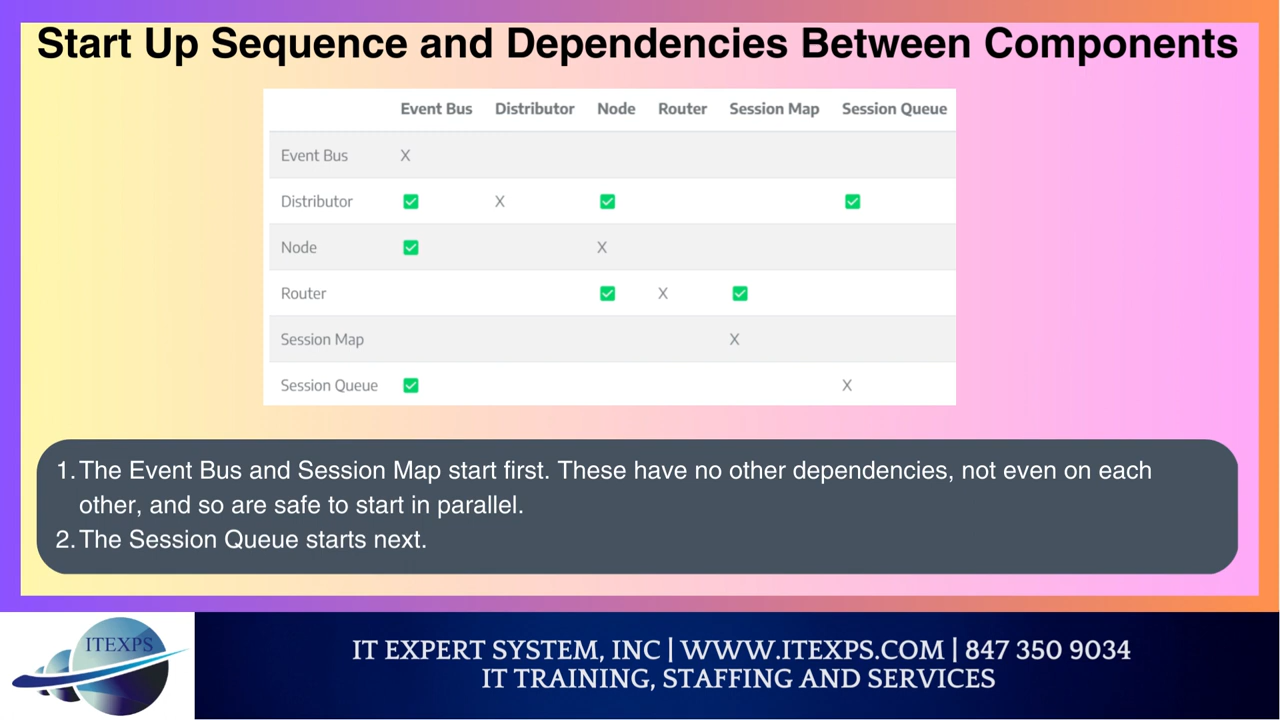 Start Up Sequence and Dependencies Between Components
Event Bus Distributor Node Router Session Map Session Queue
Event Bus X
Distributor ✅ X ✅ ✅
Node ✅ X
Router ✅ X ✅
Session Map X
Session Queue ✅ X
1. The Event Bus and Session Map start first. These have no other dependencies, not even on each
other, and so are safe to start in parallel.
2. The Session Queue starts next.
ITEXPS
IT EXPERT SYSTEM, INC | WWW.ITEXPS.COM | 847 350 9034
IT TRAINING, STAFFING AND SERVICES